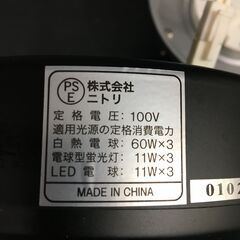 PS
E
株式会社
ニトリ
定格電圧：100V
適用光源の定格消費電力
白熱電球：60W×3
電球型蛍光灯：11W×3
LED電球：11W×3
MADE IN CHINA
0102